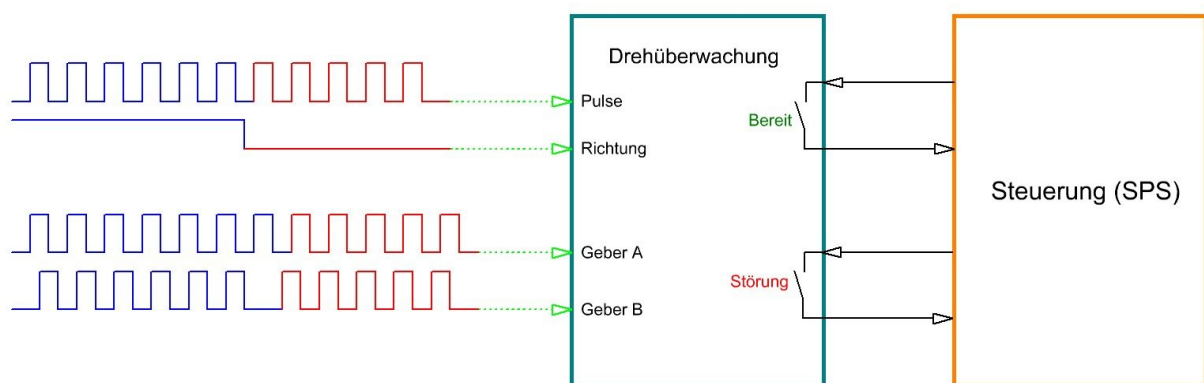 Drehüberwachung
Pulse
Bereit
Richtung
Steuerung (SPS)
Geber A
Störung
Geber B